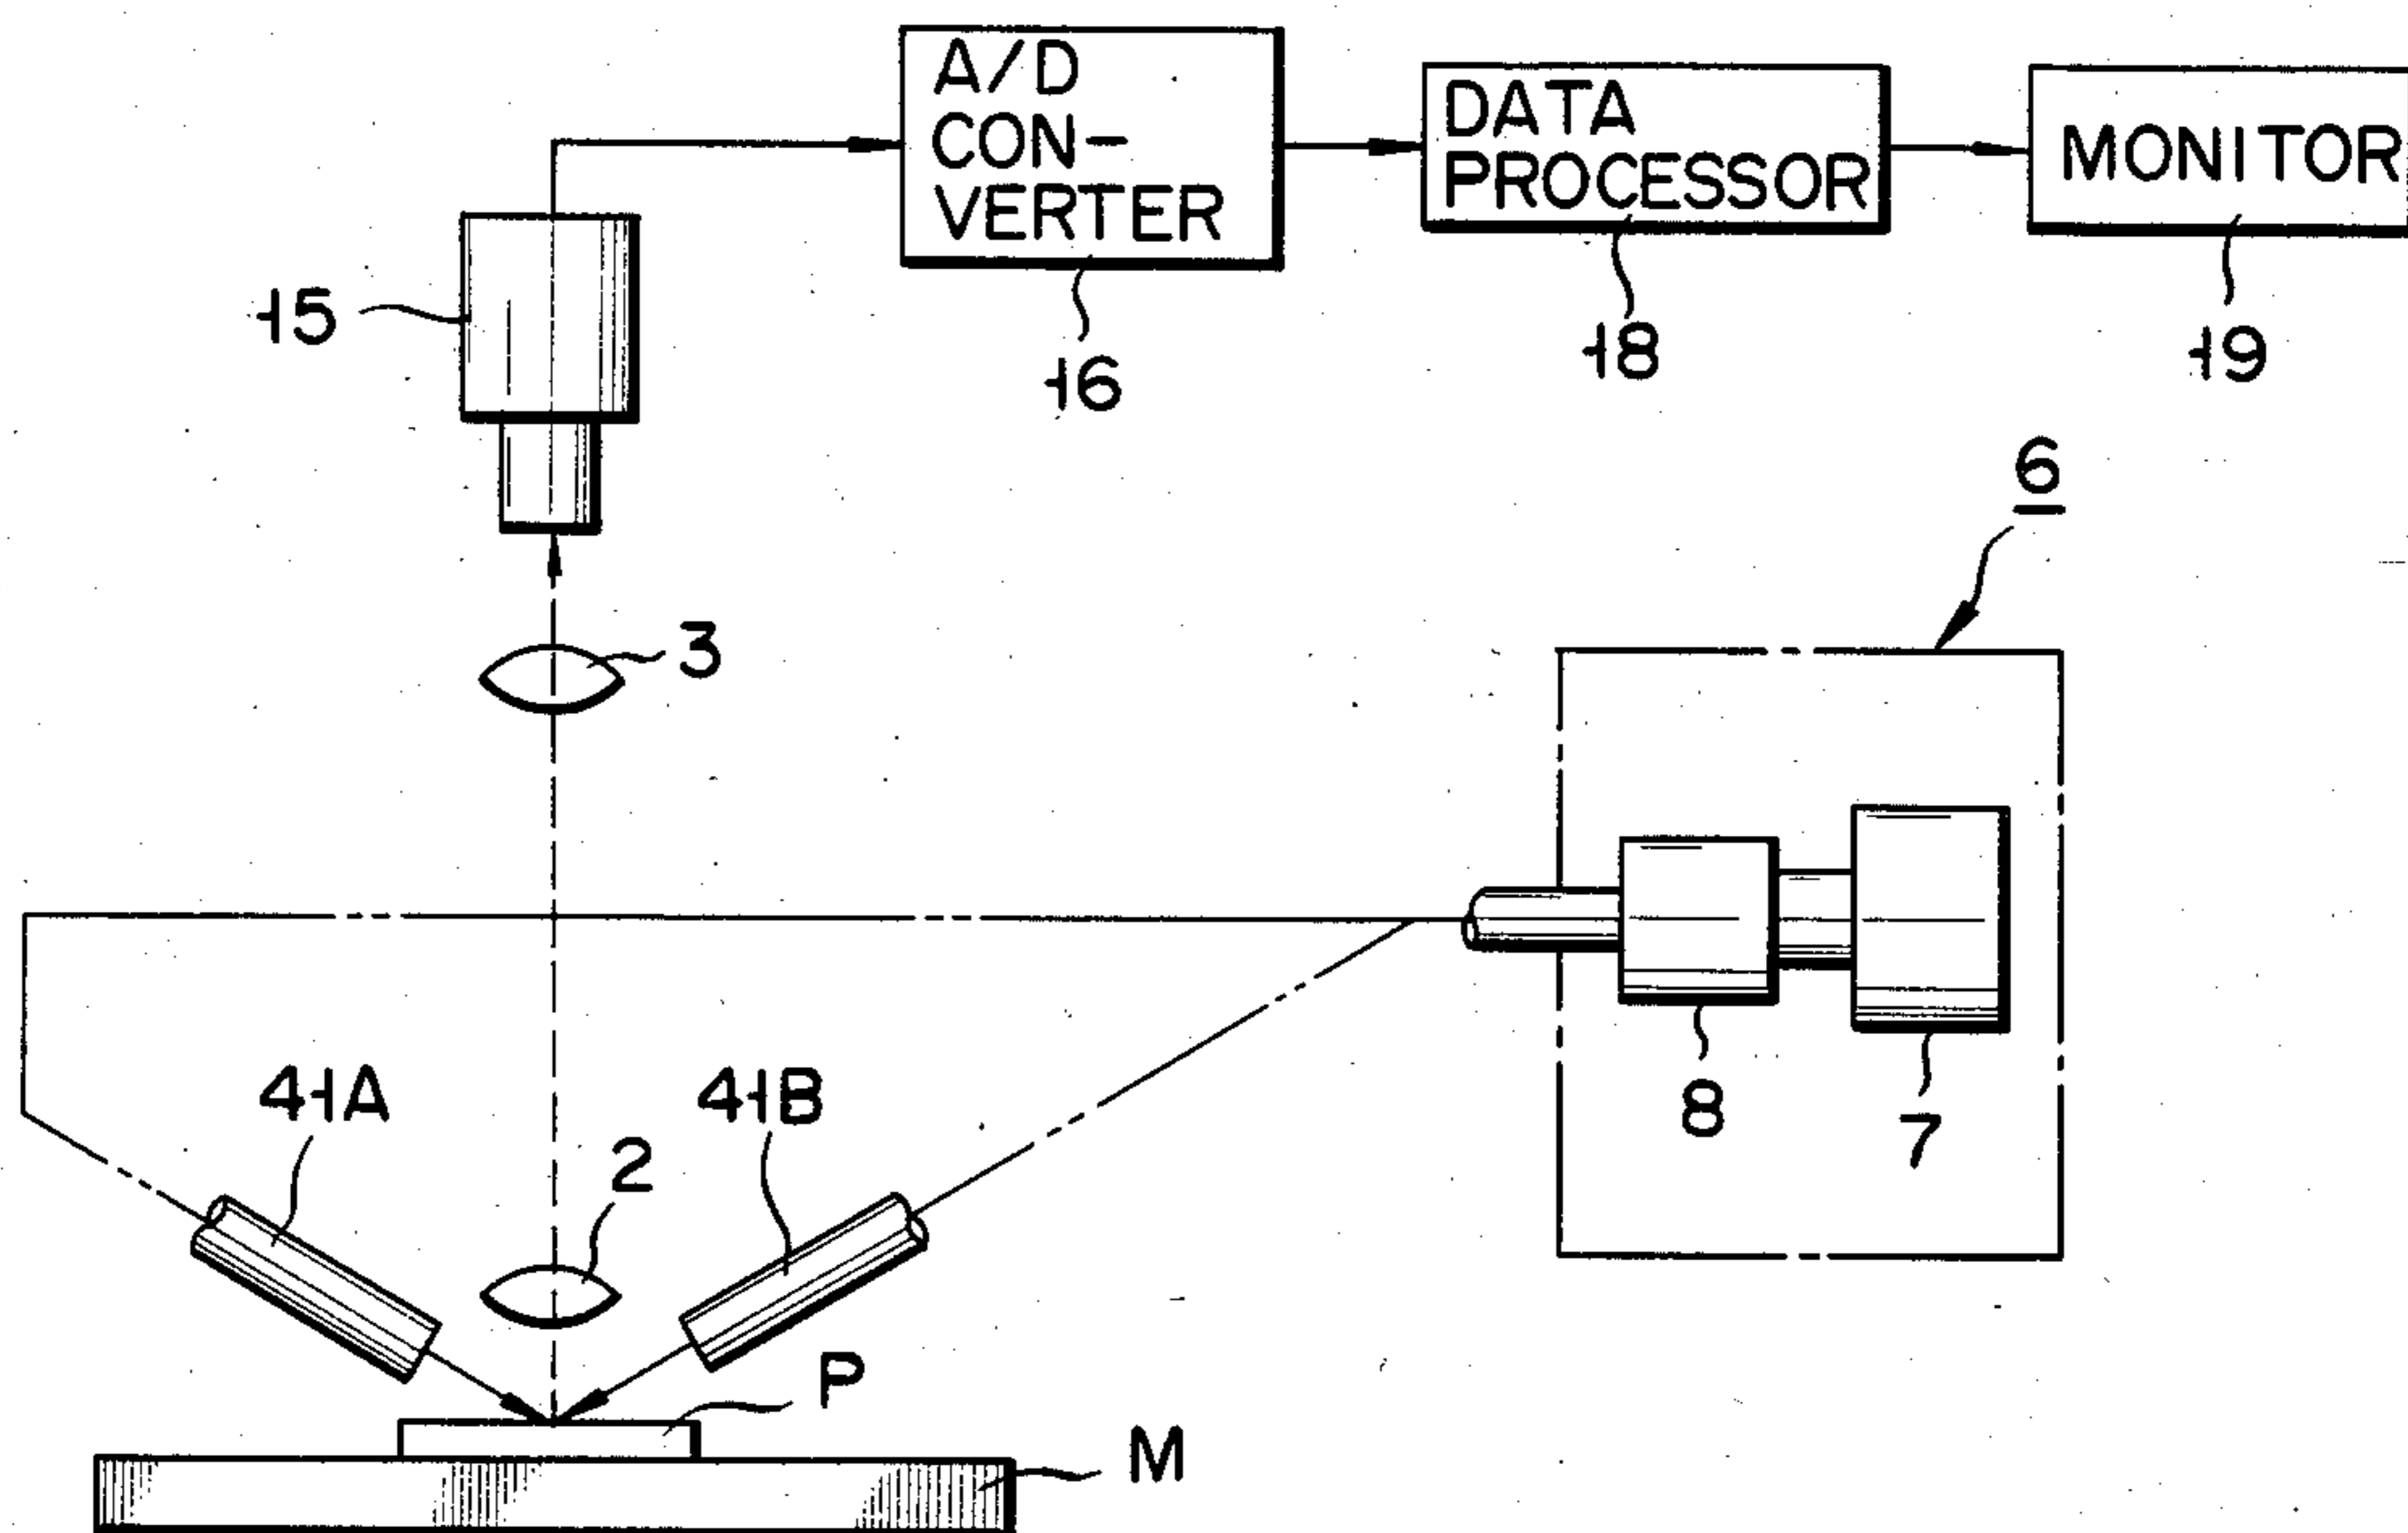 A/D
CON-
VERTER
DATA
PROCESSOR
MONITOR
15
16
18
19
6
3
41A
41B
2
8
7
P
M